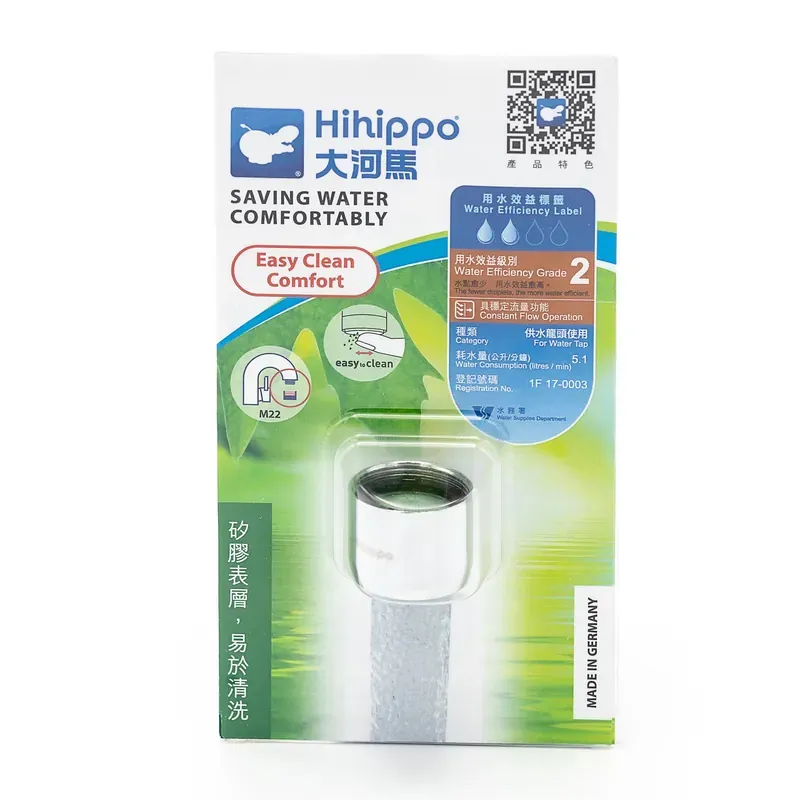 Hihippo®
大河馬
®
SAVING WATER
COMFORTABLY
Easy Clean
Comfort
產品特色
用水效益標籤
Water Efficiency Label
用水效益級別
Water Efficiency Grade 2
水點愈少 用水效益愈高。
The fewer droplets, the more water efficient.
具穩定流量功能
Constant Flow Operation
種類 供水龍頭使用
Category For Water Tap
耗水量(公升/分鐘) 5.1
Water Consumption (litres / min)
登記號碼 1F 17-0003
Registration No.
水務署
Water Supplies Department
easy to clean
M22
Hihippo
矽膠表層，易於清洗
MADE IN GERMANY